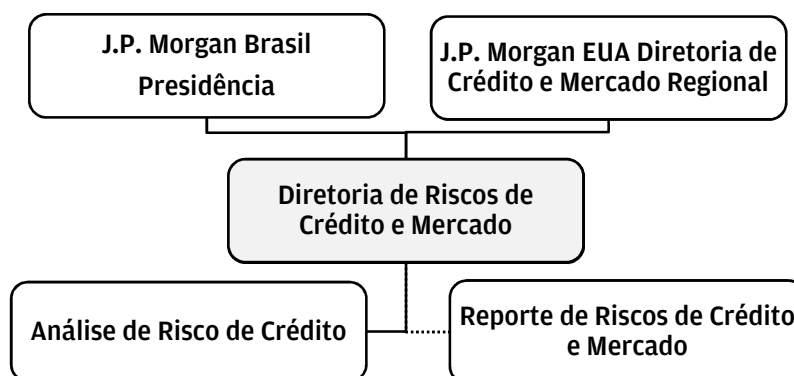 J.P. Morgan Brasil
Presidência
J.P. Morgan EUA Diretoria de
Crédito e Mercado Regional
Diretoria de Riscos de
Crédito e Mercado
Análise de Risco de Crédito
Reporte de Riscos de Crédito
e Mercado